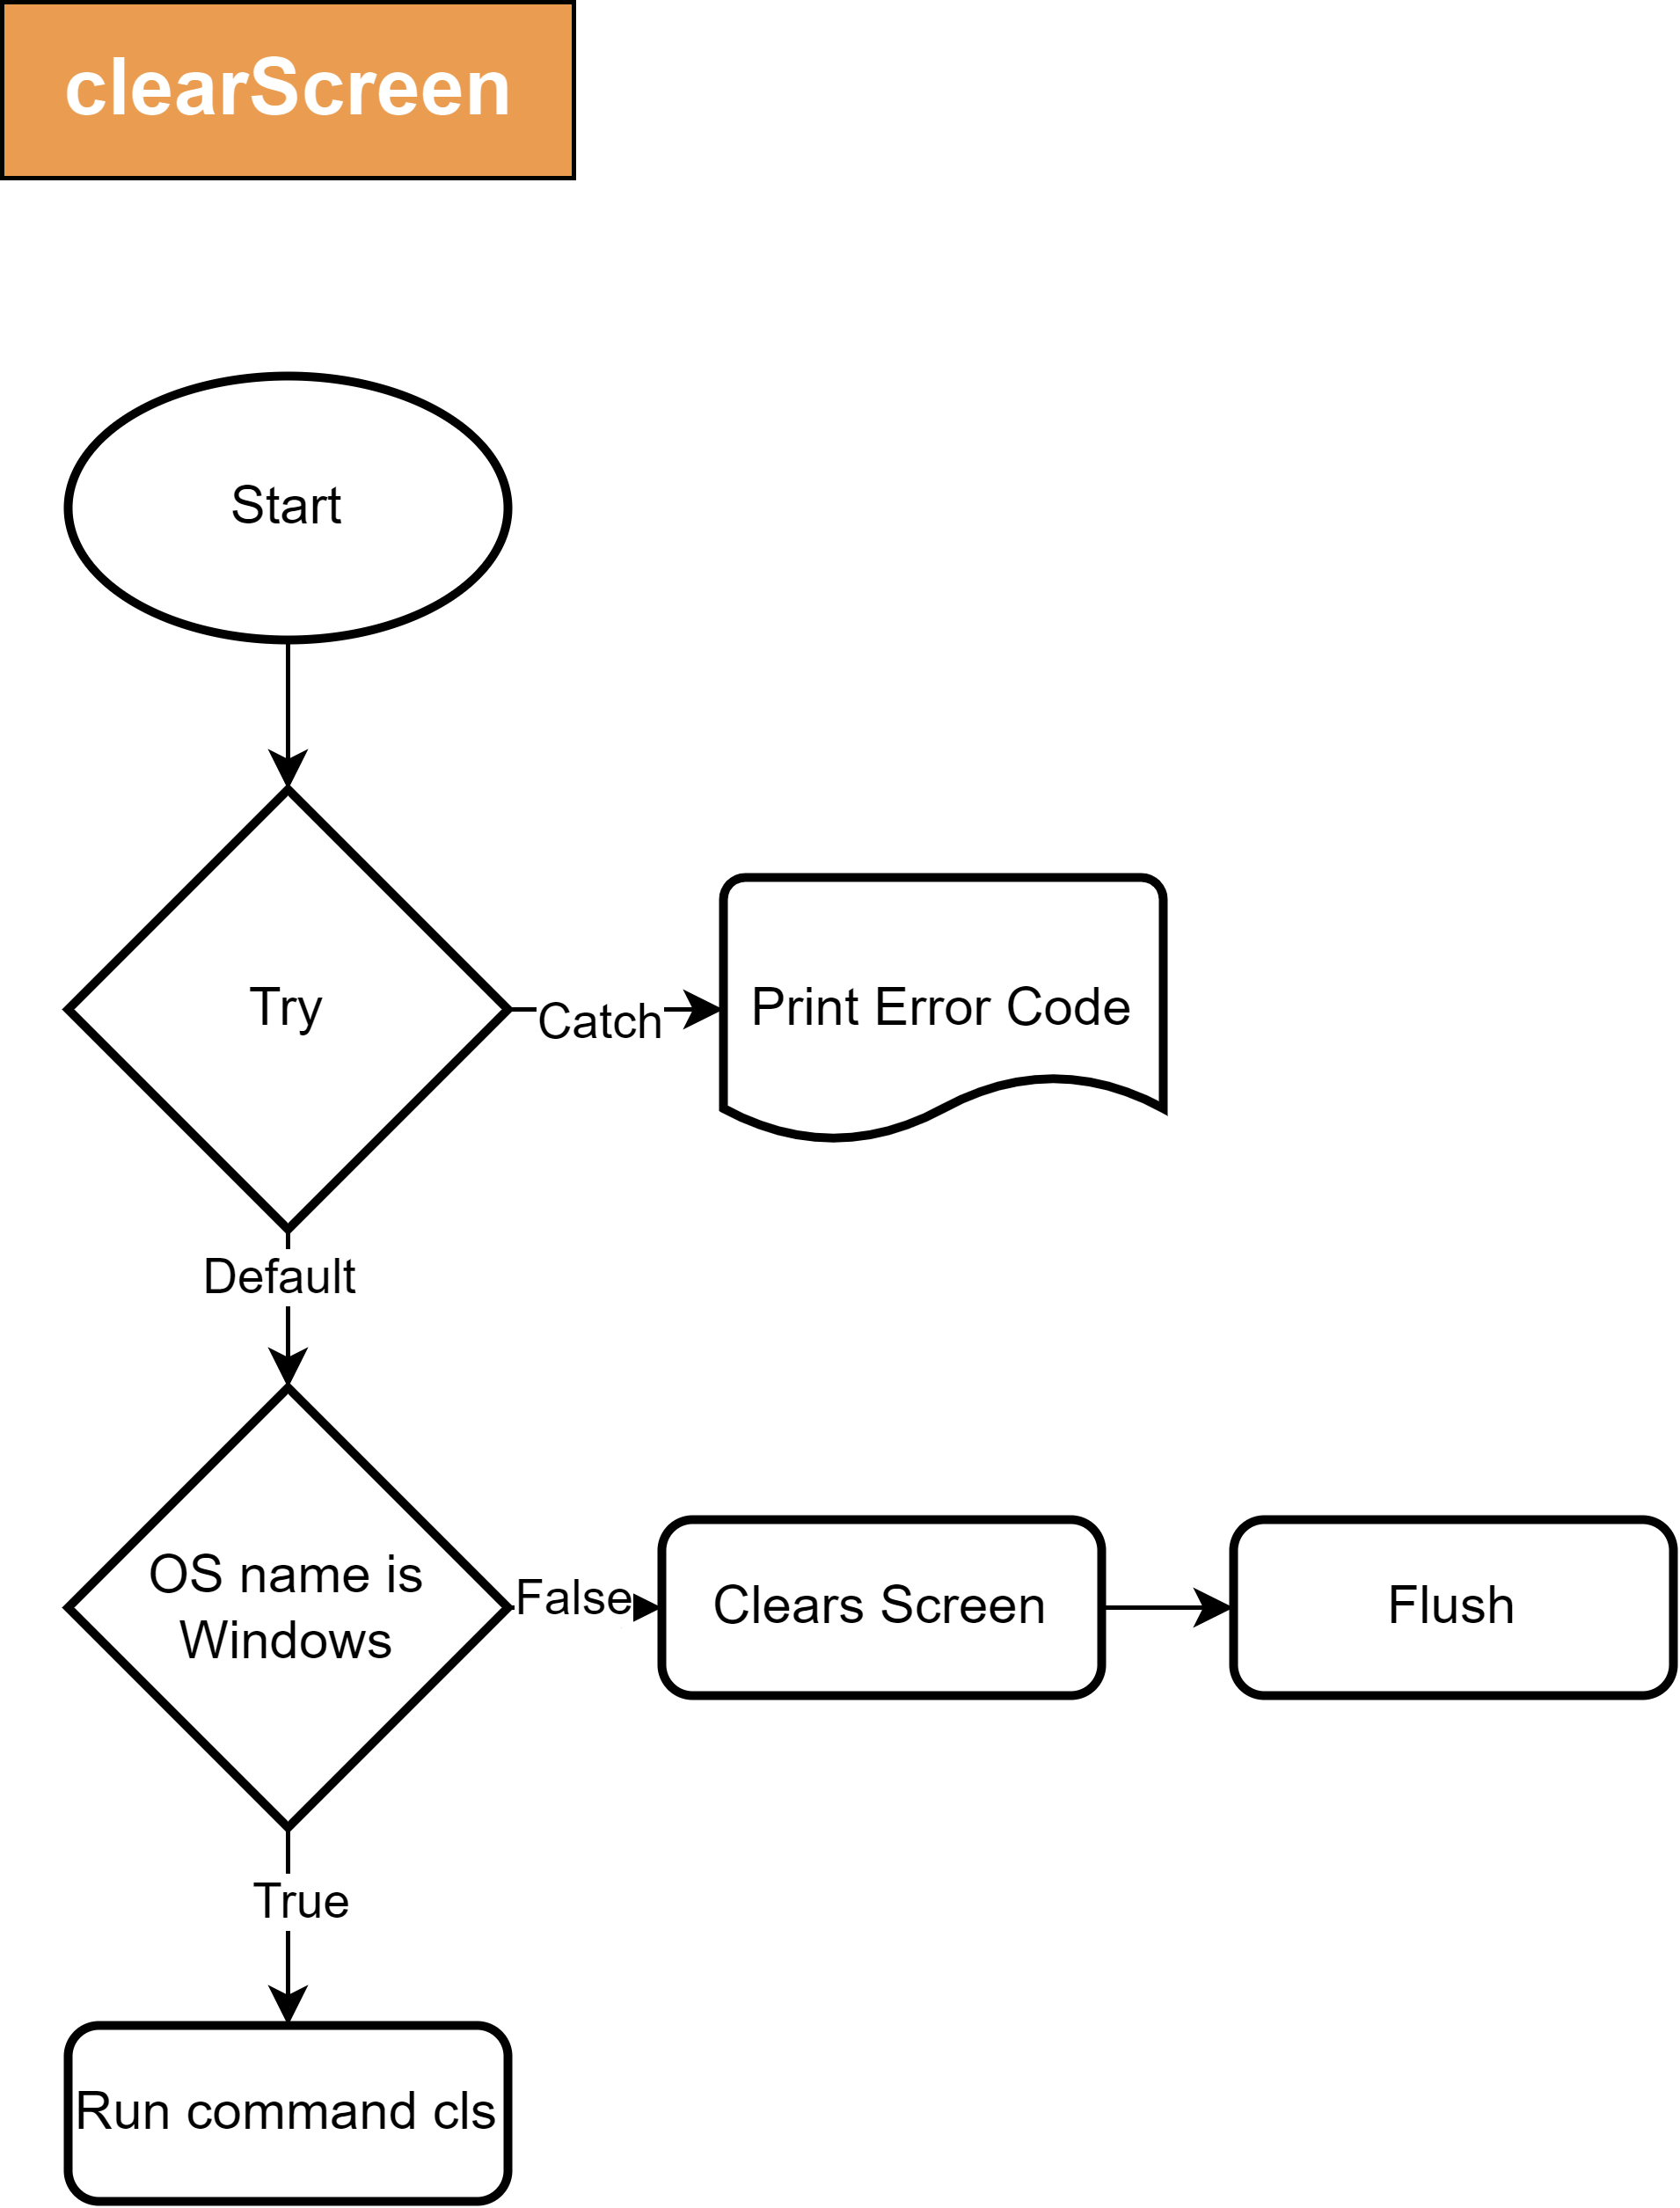 clearScreen
Start
Try
Catch
Print Error Code
Default
OS name is
Windows
False
Clears Screen
Flush
True
Run command cls